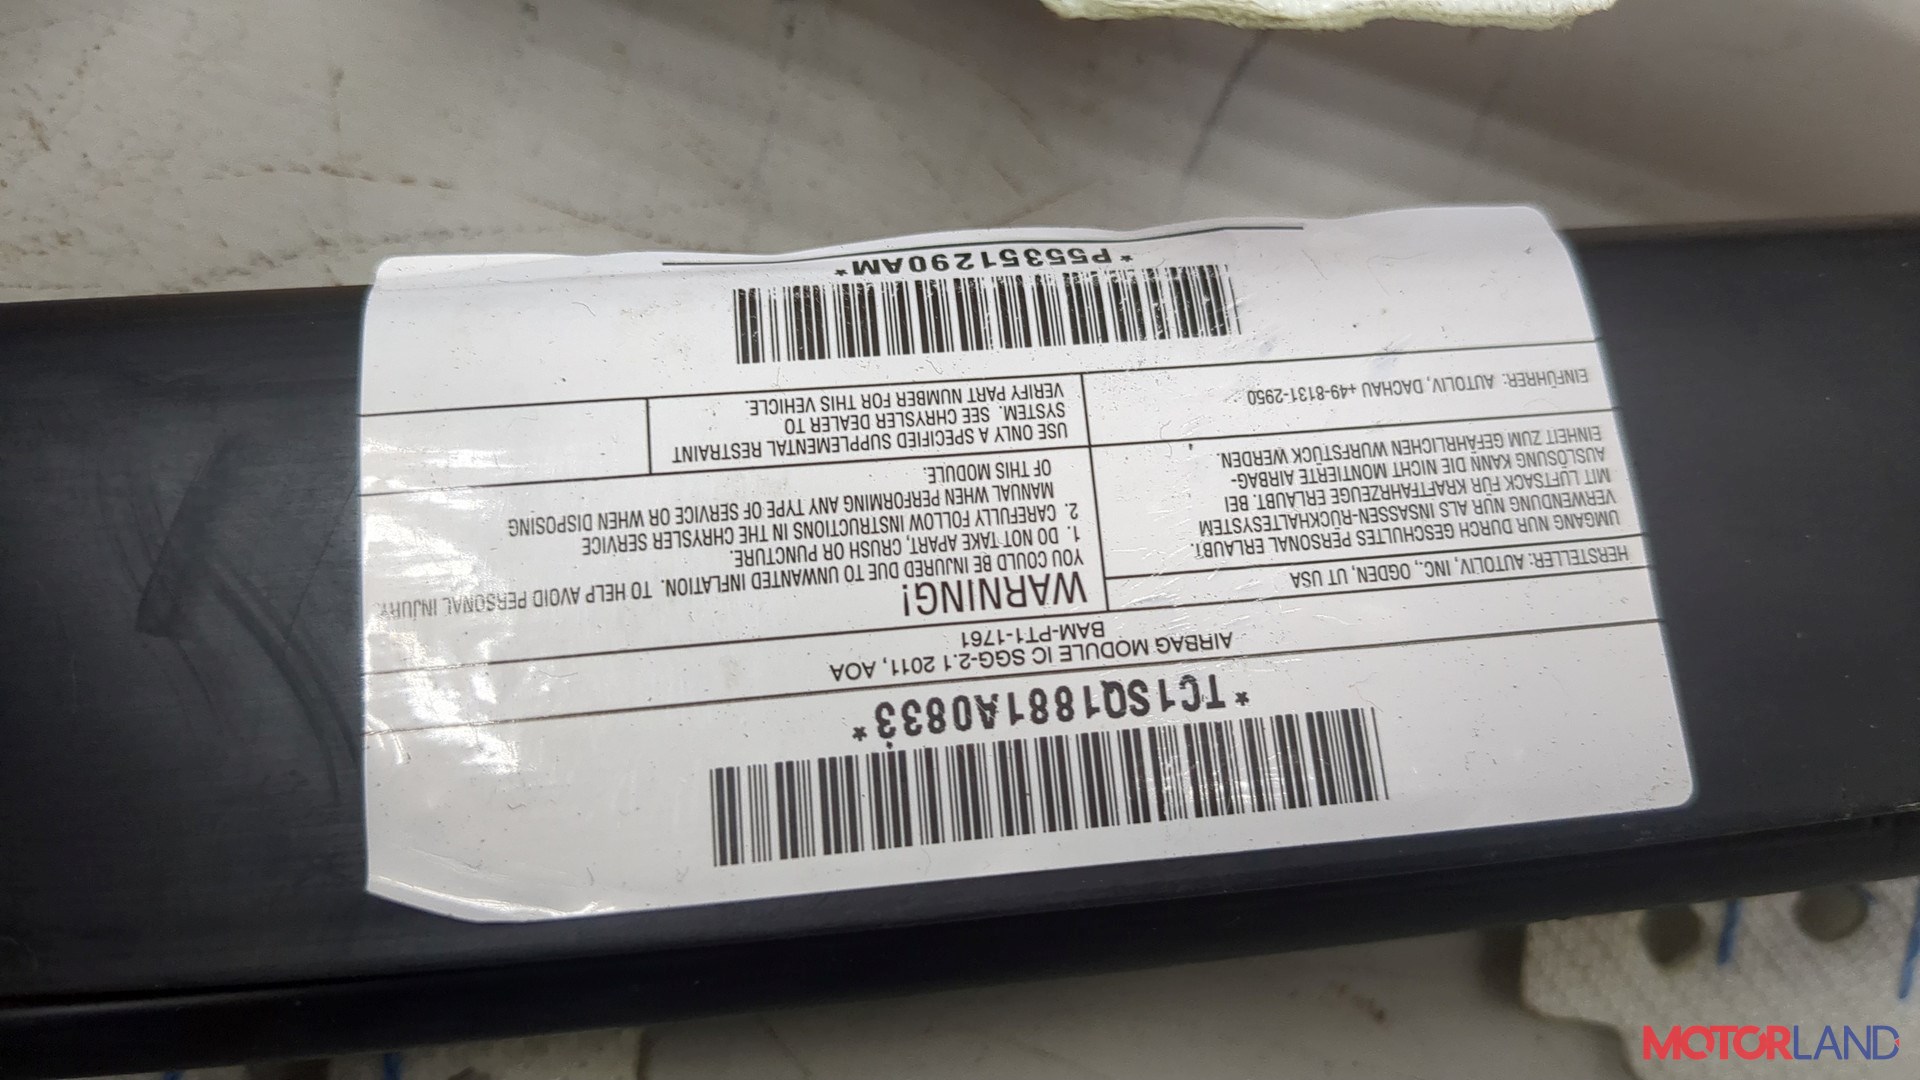 *TC1SQ1881A0833*
AIRBAG MODULE IC SGG-2.1 2011, AOA
BAM-PT1-1761
HERSTELLER: AUTOLIV, INC., OGDEN, UT USA
UMGANG NUR DURCH GESCHULTES PERSONAL ERLAUBT.
VERWENDUNG NUR ALS INSASSEN-RÜCKHALTESYSTEM
MIT LUFTSACK FÜR KRAFTFAHRZEUGE ERLAUBT. BEI
AUSLÖSUNG KANN DIE NICHT MONTIERTE AIRBAG-
EINHEIT ZUM GEFÄHRLICHEN WURFSTÜCK WERDEN.
EINFÜHRER: AUTOLIV, DACHAU +49-8131-2950
WARNING!
YOU COULD BE INJURED DUE TO UNWANTED INFLATION. TO HELP AVOID PERSONAL INJURY.
1. DO NOT TAKE APART, CRUSH OR PUNCTURE.
2. CAREFULLY FOLLOW INSTRUCTIONS IN THE CHRYSLER SERVICE
MANUAL WHEN PERFORMING ANY TYPE OF SERVICE OR WHEN DISPOSING
OF THIS MODULE.
USE ONLY A SPECIFIED SUPPLEMENTAL RESTRAINT
SYSTEM. SEE CHRYSLER DEALER TO
VERIFY PART NUMBER FOR THIS VEHICLE.
*P55351290AM*
MOTORLAND